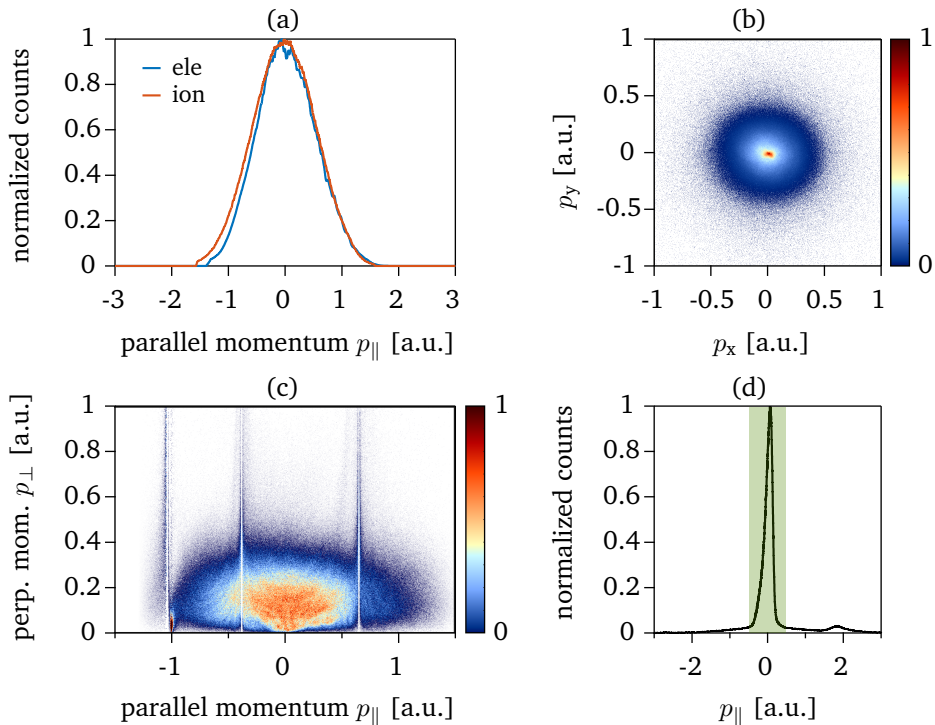 (a)
normalized counts
1
0.8
0.6
0.4
0.2
0
ele
ion
-3 -2 -1 0 1 2 3
parallel momentum p∥ [a.u.]
(b)
p_y [a.u.]
1
0.5
0
-0.5
-1
-1 -0.5 0 0.5 1
p_x [a.u.]
1
0
(c)
perp. mom. p⊥ [a.u.]
1
0.8
0.6
0.4
0.2
0
-1 0 1
parallel momentum p∥ [a.u.]
1
0
(d)
normalized counts
1
0.8
0.6
0.4
0.2
0
-2 0 2
p∥ [a.u.]